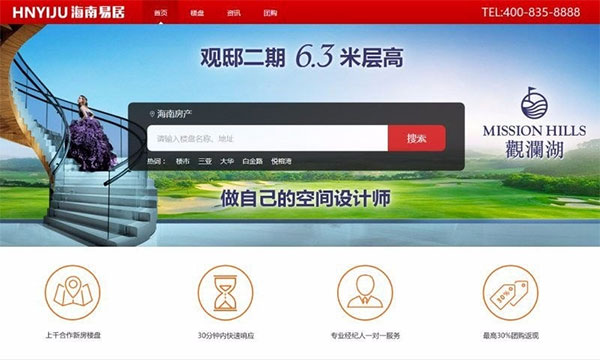 HNYIJU 海南易居 首页 楼盘 资讯 团购 TEL:400-835-8888
观邸二期 6.3 米层高
海南房产
请输入楼盘名称、地址 搜索
热词： 楼市 三亚 大华 白金路 悦榕湾
MISSION HILLS
觀瀾湖
做自己的空间设计师
30%
上千合作新房楼盘 30分钟内快速响应 专业经纪人一对一服务 最高30%团购返现